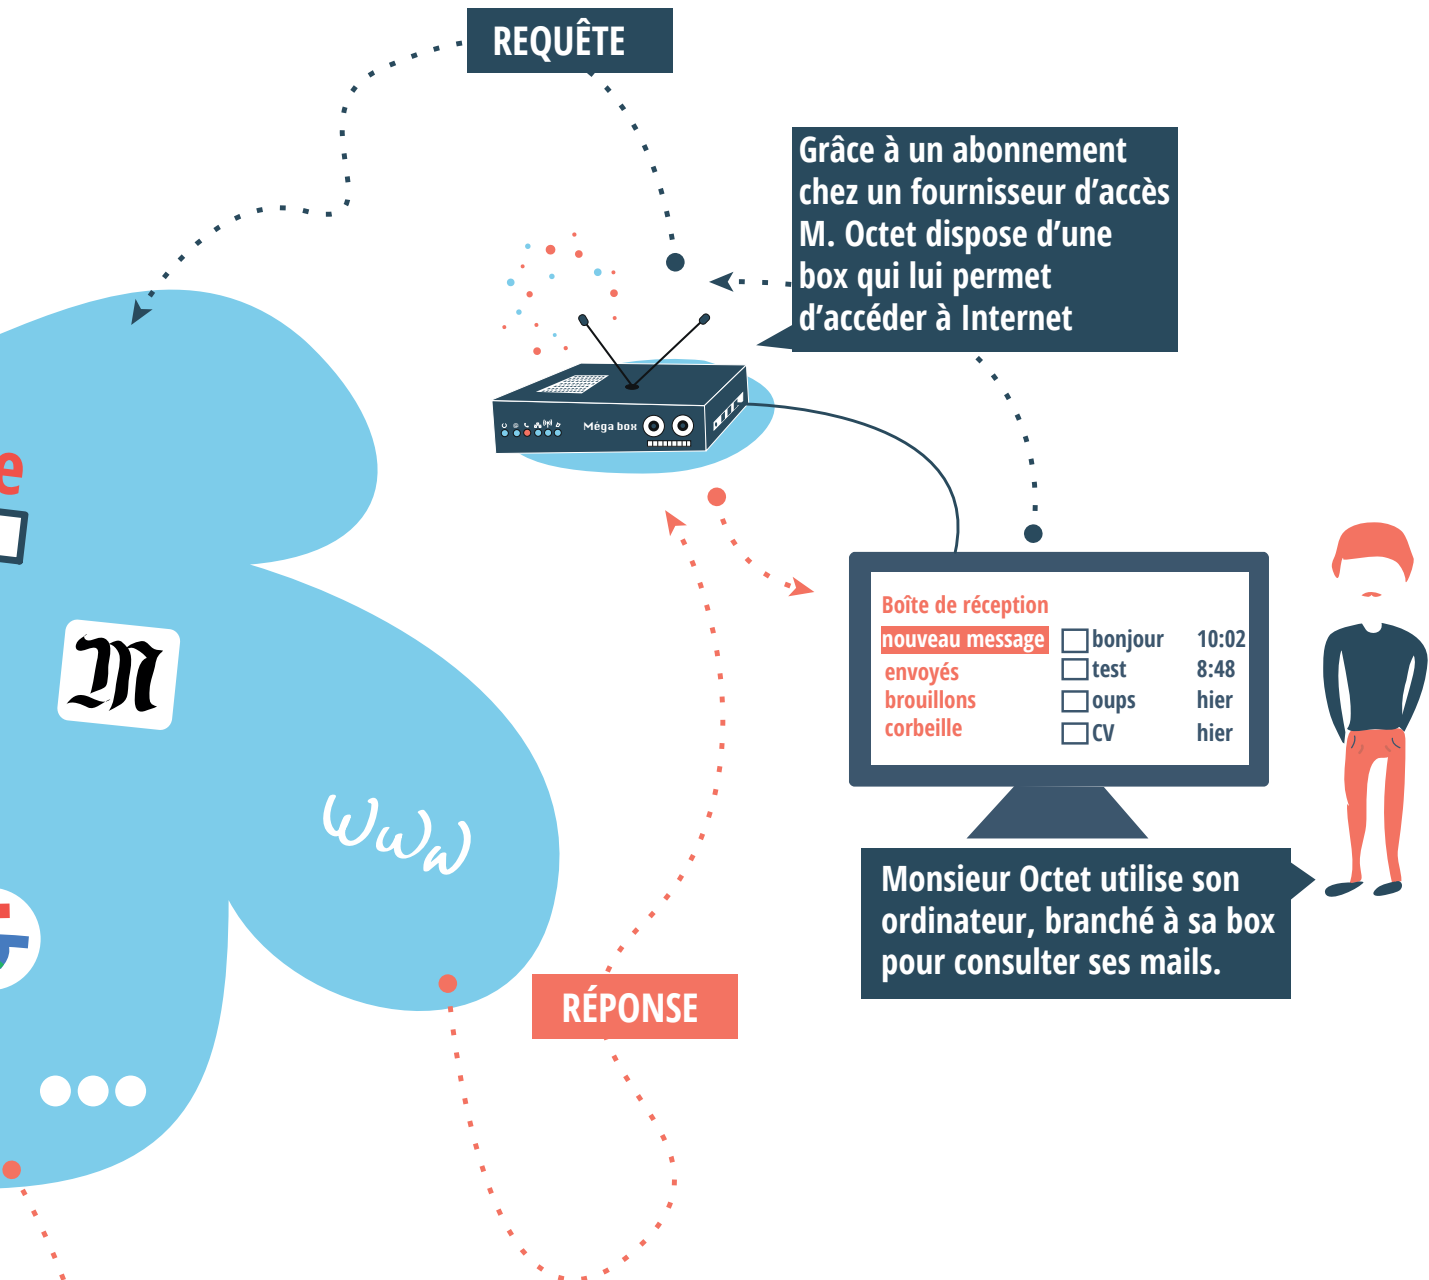 REQUÊTE
Grâce à un abonnement
chez un fournisseur d’accès
M. Octet dispose d’une
box qui lui permet
d’accéder à Internet
Méga box
e
M
Boîte de réception
nouveau message
envoyés
brouillons
corbeille
bonjour 10:02
test 8:48
oups hier
CV hier
www
Monsieur Octet utilise son
ordinateur, branché à sa box
pour consulter ses mails.
RÉPONSE